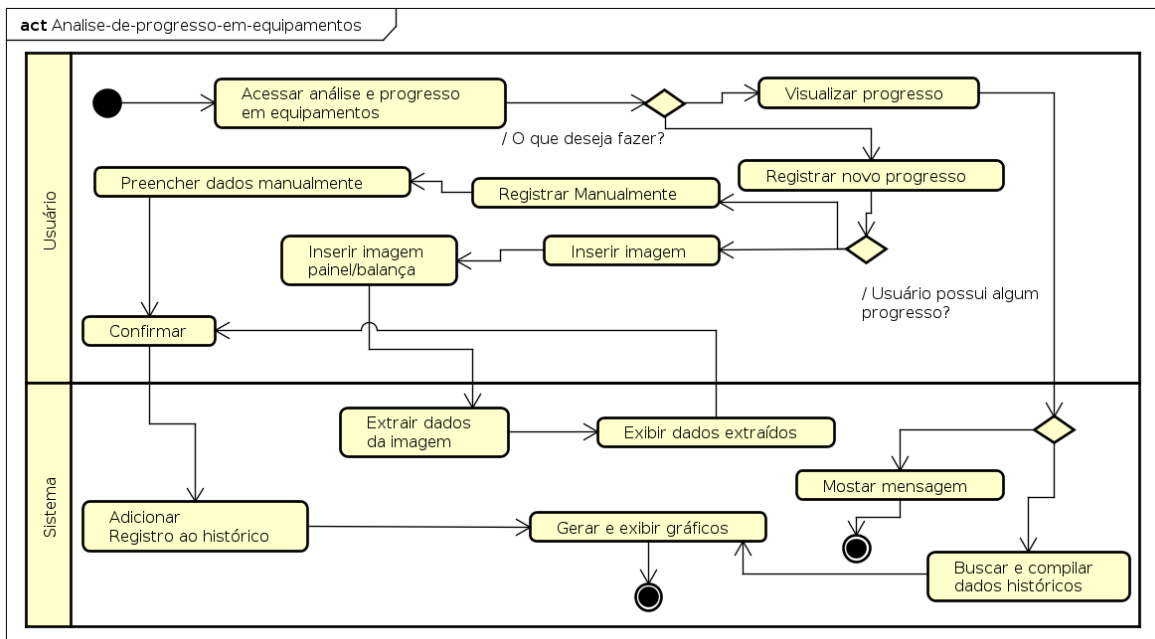 act Analise-de-progresso-em-equipamentos
Usuário
Acessar análise e progresso
em equipamentos
/ O que deseja fazer?
Visualizar progresso
Registrar novo progresso
Registrar Manualmente
Preencher dados manualmente
Inserir imagem
Inserir imagem
painel/balança
/ Usuário possui algum
progresso?
Confirmar
Sistema
Extrair dados
da imagem
Exibir dados extraídos
Mostar mensagem
Adicionar
Registro ao histórico
Gerar e exibir gráficos
Buscar e compilar
dados históricos